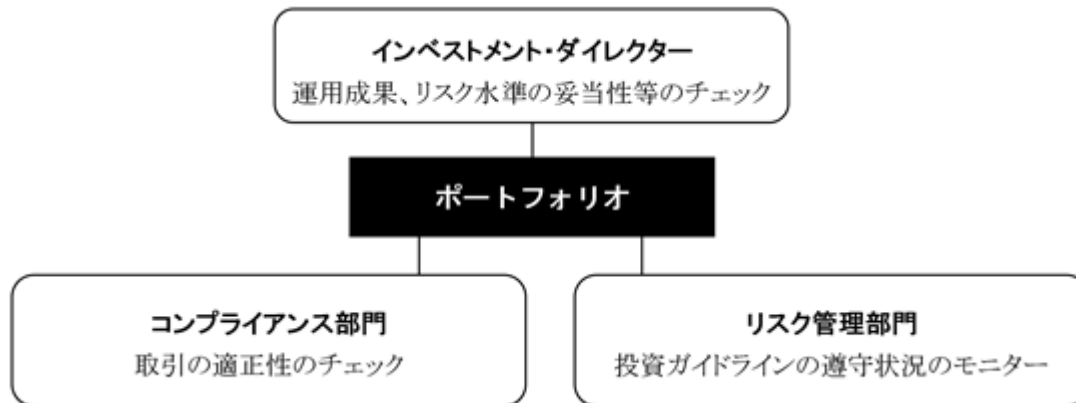 インベストメント・ダイレクター
運用成果、リスク水準の妥当性等のチェック
ポートフォリオ
コンプライアンス部門
取引の適正性のチェック
リスク管理部門
投資ガイドラインの遵守状況のモニター